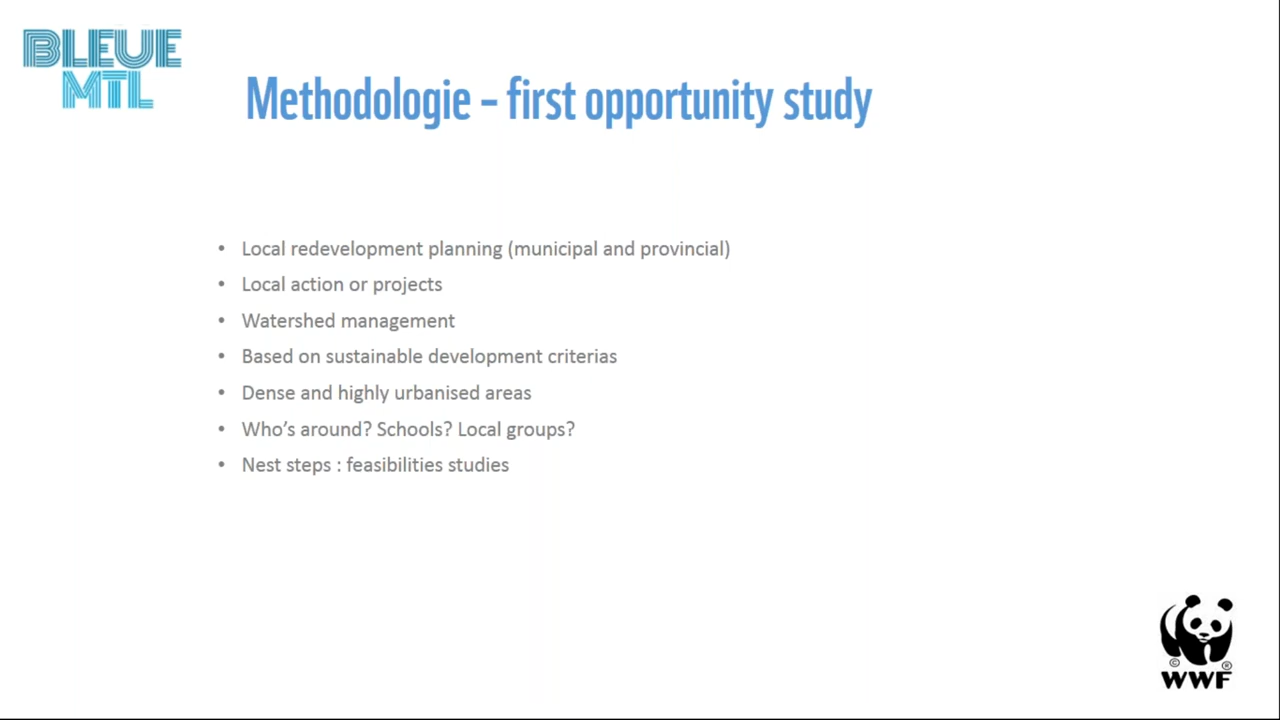 BLEUE
MTL
Methodologie – first opportunity study
• Local redevelopment planning (municipal and provincial)
• Local action or projects
• Watershed management
• Based on sustainable development criterias
• Dense and highly urbanised areas
• Who's around? Schools? Local groups?
• Nest steps : feasibilities studies
© ®
WWF